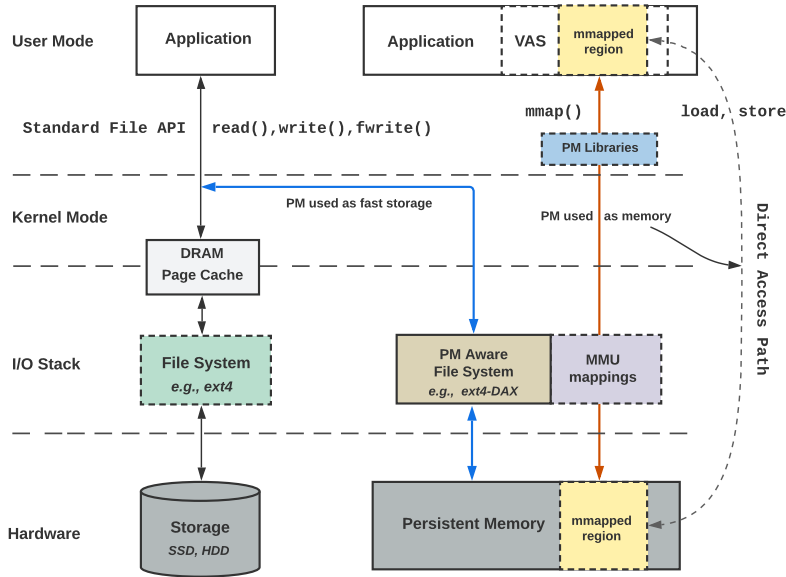 User Mode
Application
Application
VAS
mmapped
region
Standard File API
read(),write(),fwrite()
mmap()
load, store
PM Libraries
Kernel Mode
PM used as fast storage
PM used as memory
Direct Access Path
DRAM
Page Cache
I/O Stack
File System
e.g., ext4
PM Aware
File System
e.g., ext4-DAX
MMU
mappings
Hardware
Storage
SSD, HDD
Persistent Memory
mmapped
region